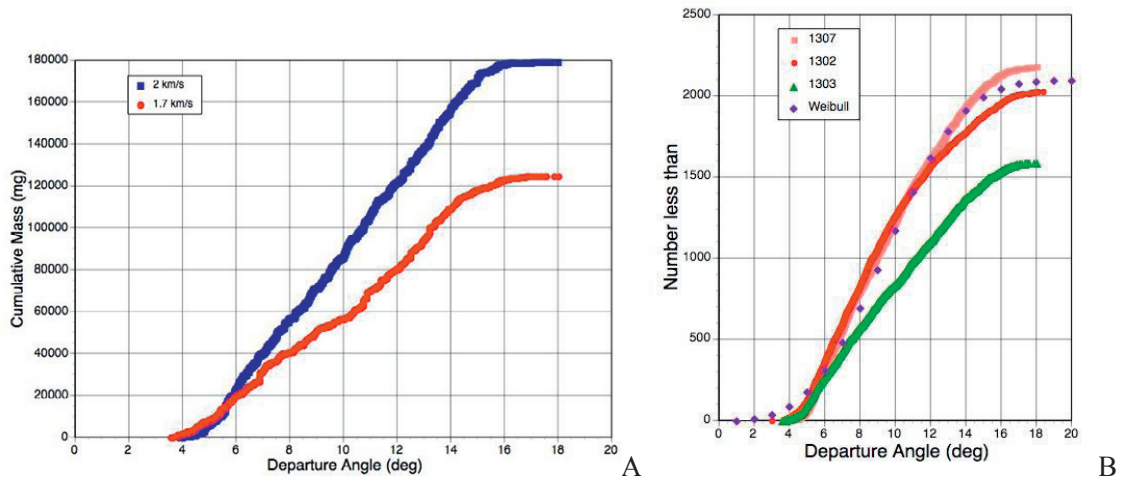 180000
160000
140000
120000
100000
80000
60000
40000
20000
0
Cumulative Mass (mg)
2 km/s
1.7 km/s
0 2 4 6 8 10 12 14 16 18 20
Departure Angle (deg)
A
2500
2000
1500
1000
500
0
Number less than
1307
1302
1303
Weibull
0 2 4 6 8 10 12 14 16 18 20
Departure Angle (deg)
B